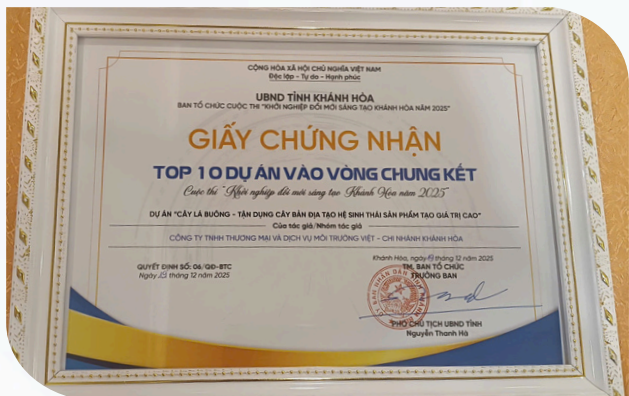 CỘNG HÒA XÃ HỘI CHỦ NGHĨA VIỆT NAM
Độc lập - Tự do - Hạnh phúc
UBND TỈNH KHÁNH HÒA
BAN TỔ CHỨC CUỘC THI "KHỞI NGHIỆP ĐỔI MỚI SÁNG TẠO KHÁNH HÒA NĂM 2025"
GIẤY CHỨNG NHẬN
TOP 10 DỰ ÁN VÀO VÒNG CHUNG KẾT
Cuộc thi "Khởi nghiệp đổi mới sáng tạo Khánh Hòa năm 2025"
DỰ ÁN "CÂY LÁ BUÔNG - TẬN DỤNG CÂY BẢN ĐỊA TẠO HỆ SINH THÁI SẢN PHẨM TẠO GIÁ TRỊ CAO"
Của tác giả/Nhóm tác giả
CÔNG TY TNHH THƯƠNG MẠI VÀ DỊCH VỤ MÔI TRƯỜNG VIỆT - CHI NHÁNH KHÁNH HÒA
QUYẾT ĐỊNH SỐ: 06/QĐ-BTC
Ngày tháng 12 năm 2025
Khánh Hòa, ngày tháng 12 năm 2025
TM. BAN TỔ CHỨC
TRƯỞNG BAN
PHÓ CHỦ TỊCH UBND TỈNH
Nguyễn Thanh Hà